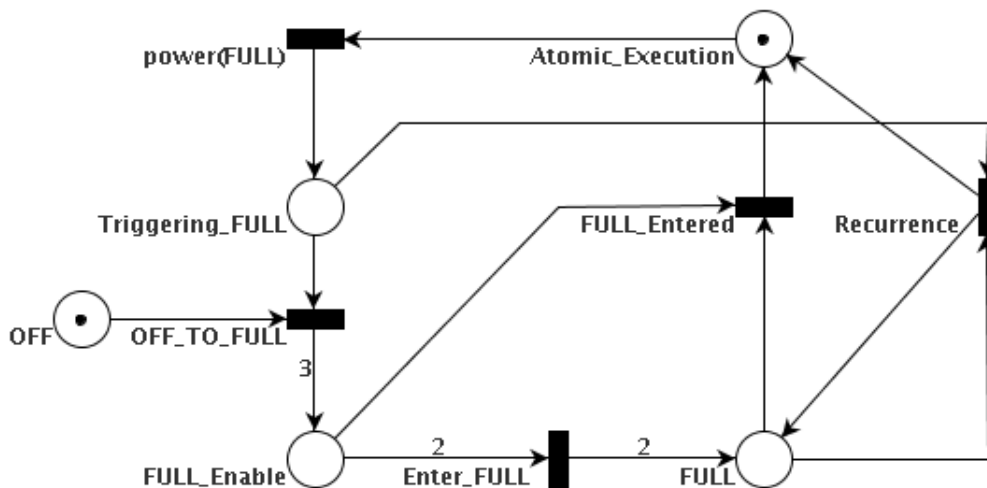 power(FULL)
Atomic_Execution
Triggering_FULL
FULL_Entered
Recurrence
OFF
OFF_TO_FULL
3
2
2
FULL_Enable
Enter_FULL
FULL